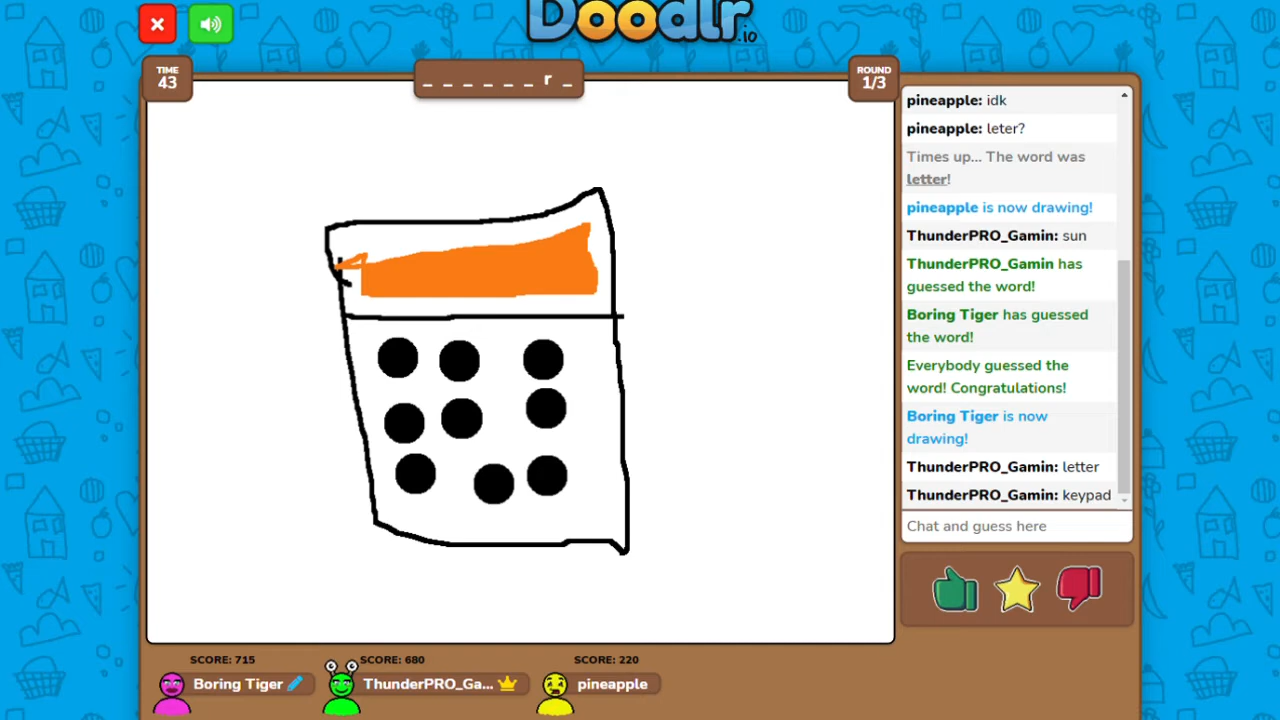 Doodlr.io
TIME
43
_ _ _ _ _ _ r _
ROUND
1/3
pineapple: idk
pineapple: leter?
Times up... The word was
letter!
pineapple is now drawing!
ThunderPRO_Gamin: sun
ThunderPRO_Gamin has
guessed the word!
Boring Tiger has guessed
the word!
Everybody guessed the
word! Congratulations!
Boring Tiger is now
drawing!
ThunderPRO_Gamin: letter
ThunderPRO_Gamin: keypad
Chat and guess here
SCORE: 715
Boring Tiger
SCORE: 680
ThunderPRO_Ga...
SCORE: 220
pineapple